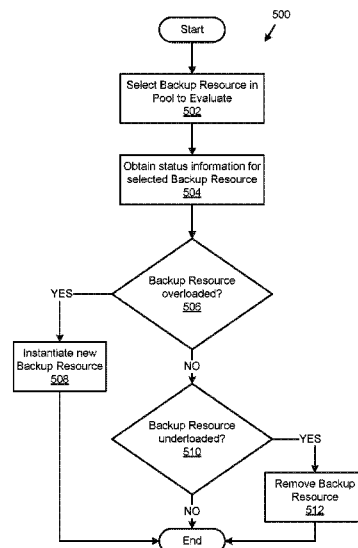 500
Start
Select Backup Resource in
Pool to Evaluate
502
Obtain status information for
selected Backup Resource
504
Backup Resource
overloaded?
506
YES
Instantiate new
Backup Resource
508
NO
Backup Resource
underloaded?
510
YES
Remove Backup
Resource
512
NO
End